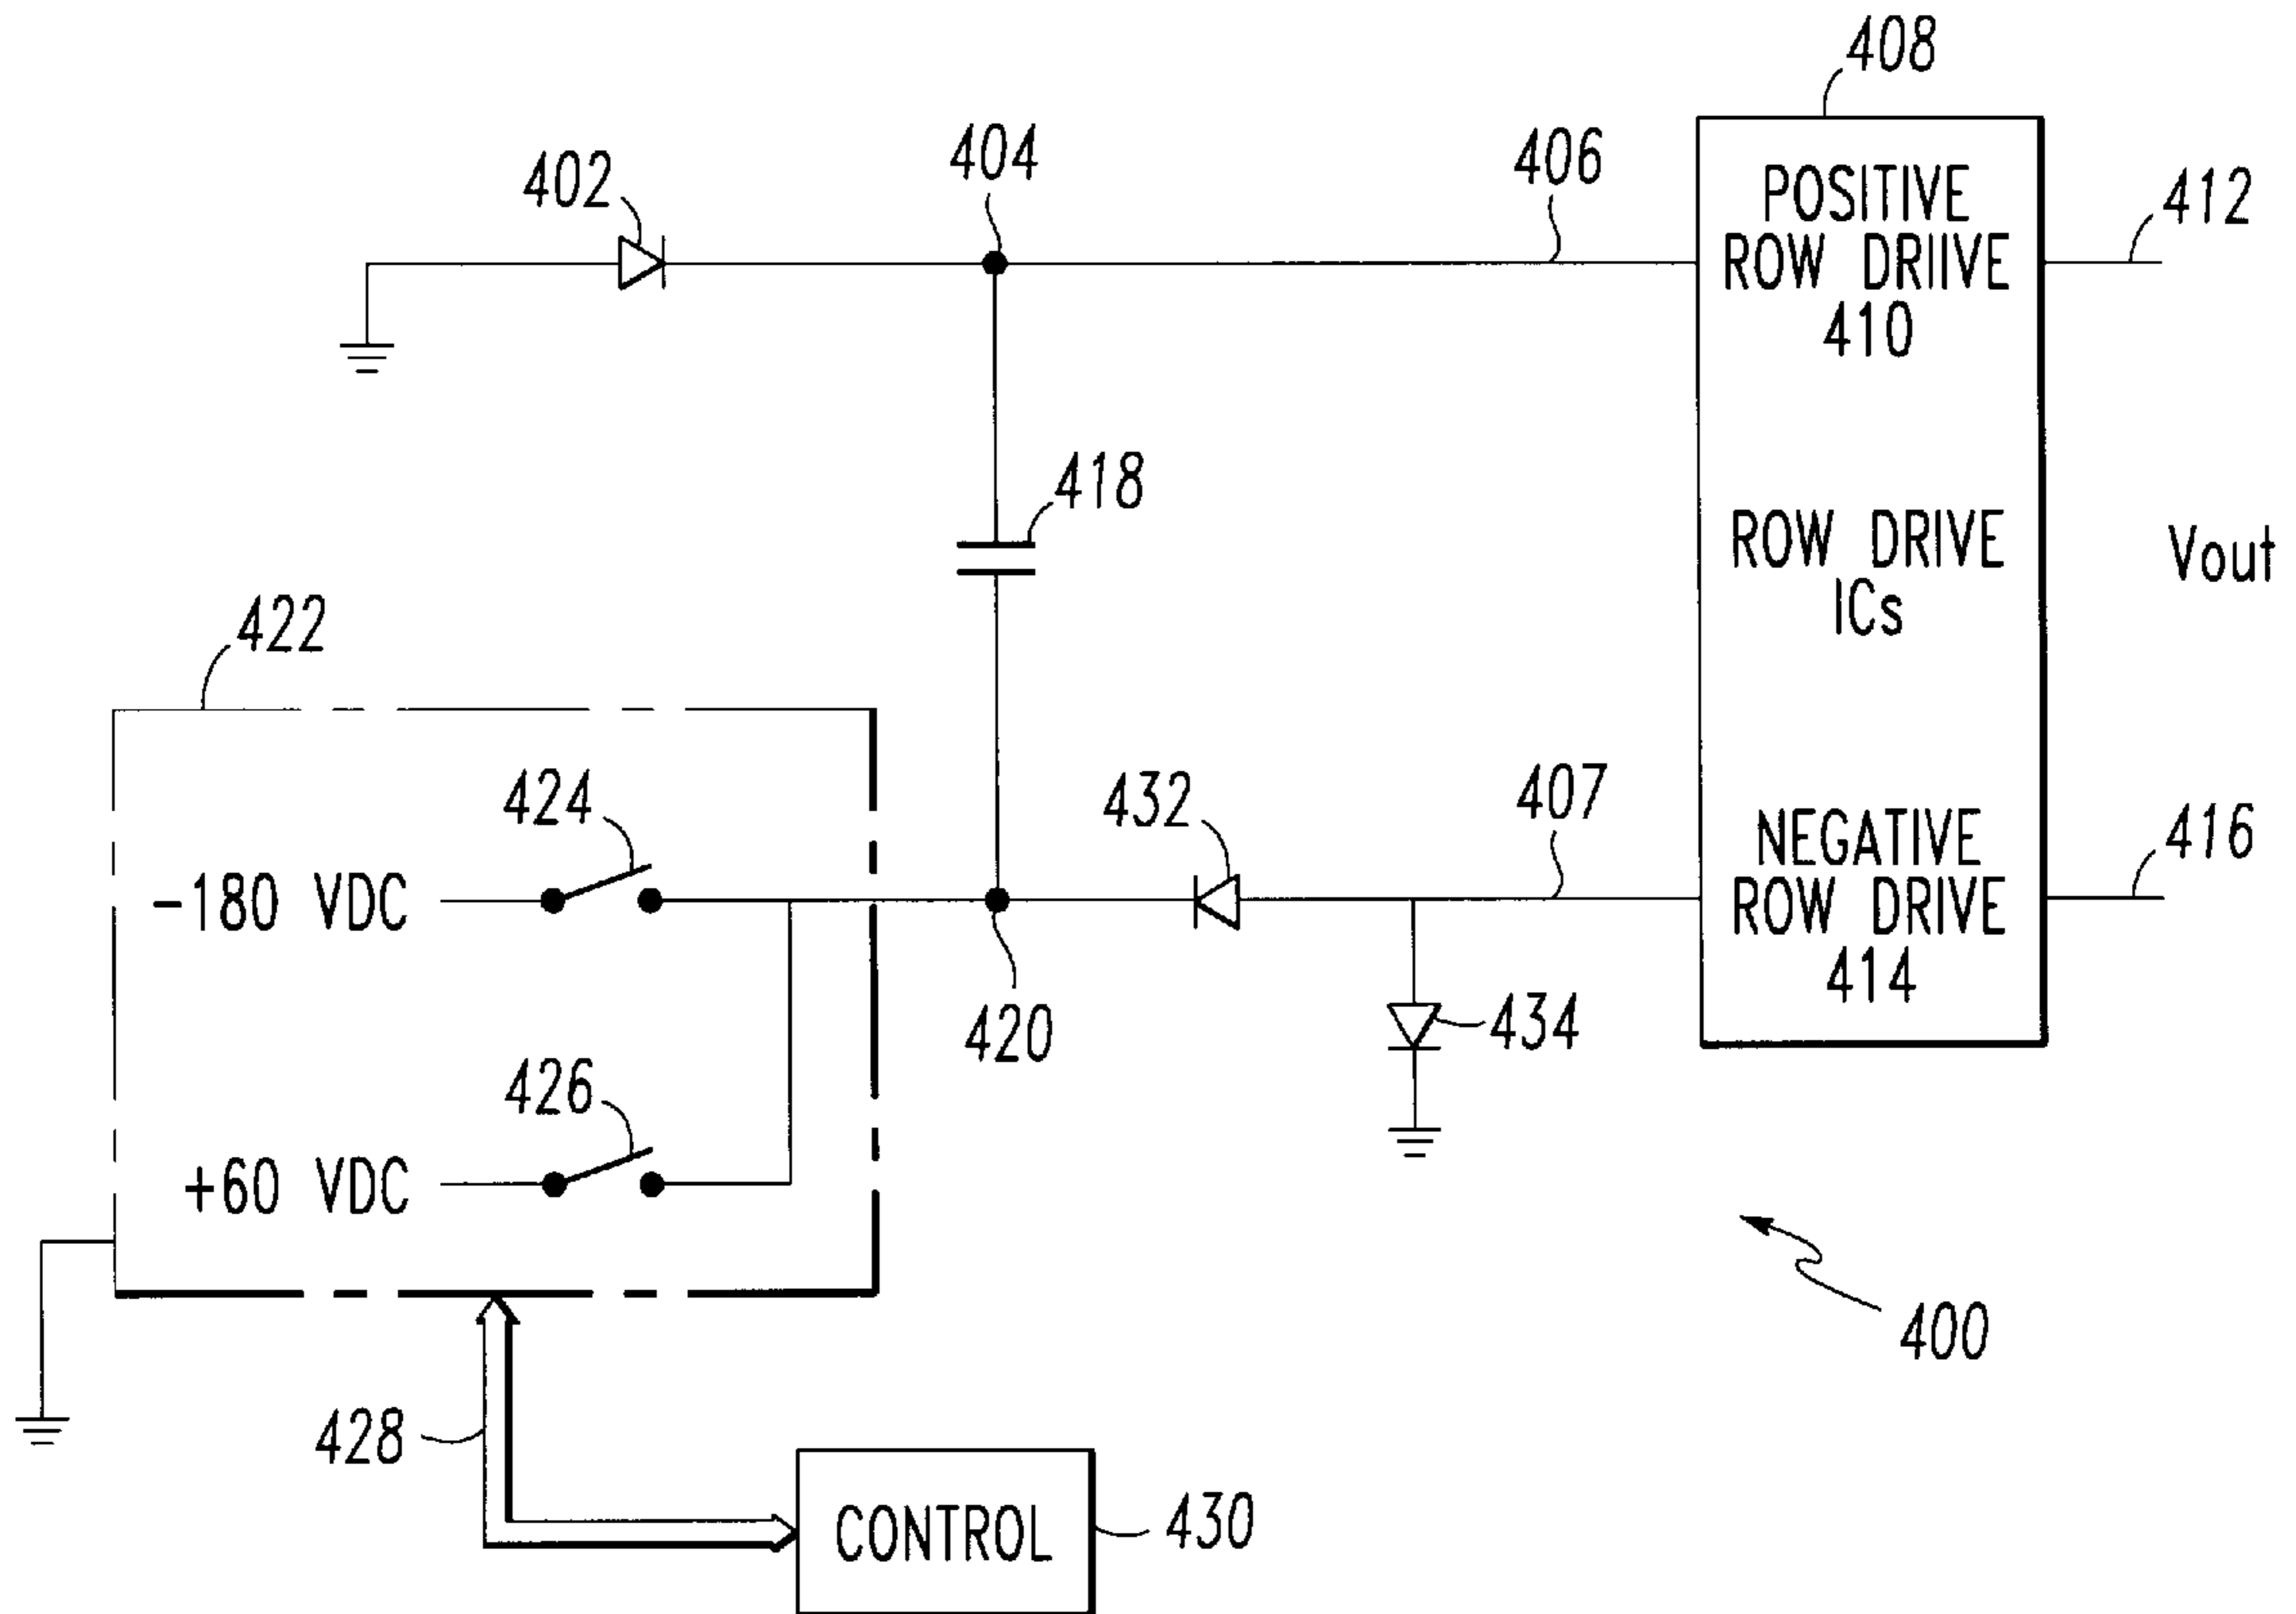 408
402
404
406
POSITIVE
ROW DRIIVE
410
412
418
ROW DRIVE
ICs
Vout
422
424
432
407
-180 VDC
NEGATIVE
ROW DRIVE
414
416
420
434
426
+60 VDC
400
428
CONTROL
430